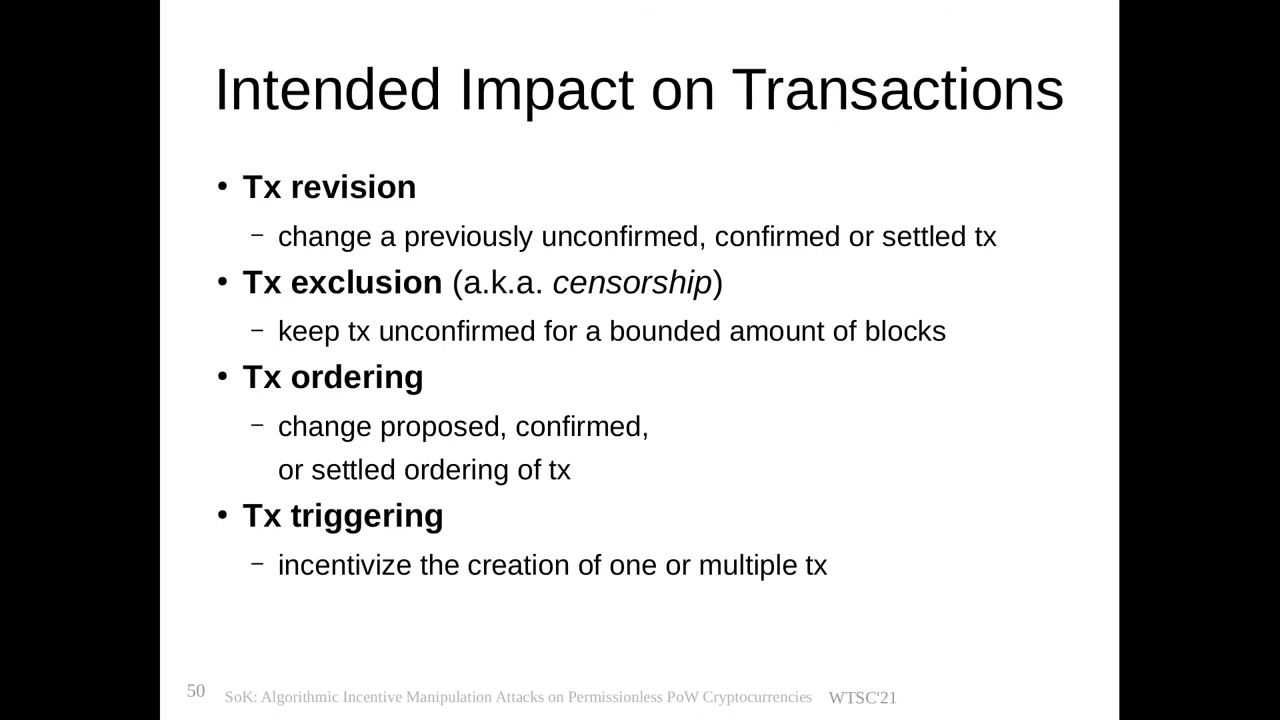 Intended Impact on Transactions
• Tx revision
– change a previously unconfirmed, confirmed or settled tx
• Tx exclusion (a.k.a. censorship)
– keep tx unconfirmed for a bounded amount of blocks
• Tx ordering
– change proposed, confirmed,
or settled ordering of tx
• Tx triggering
– incentivize the creation of one or multiple tx
50 SoK: Algorithmic Incentive Manipulation Attacks on Permissionless PoW Cryptocurrencies WTSC'21